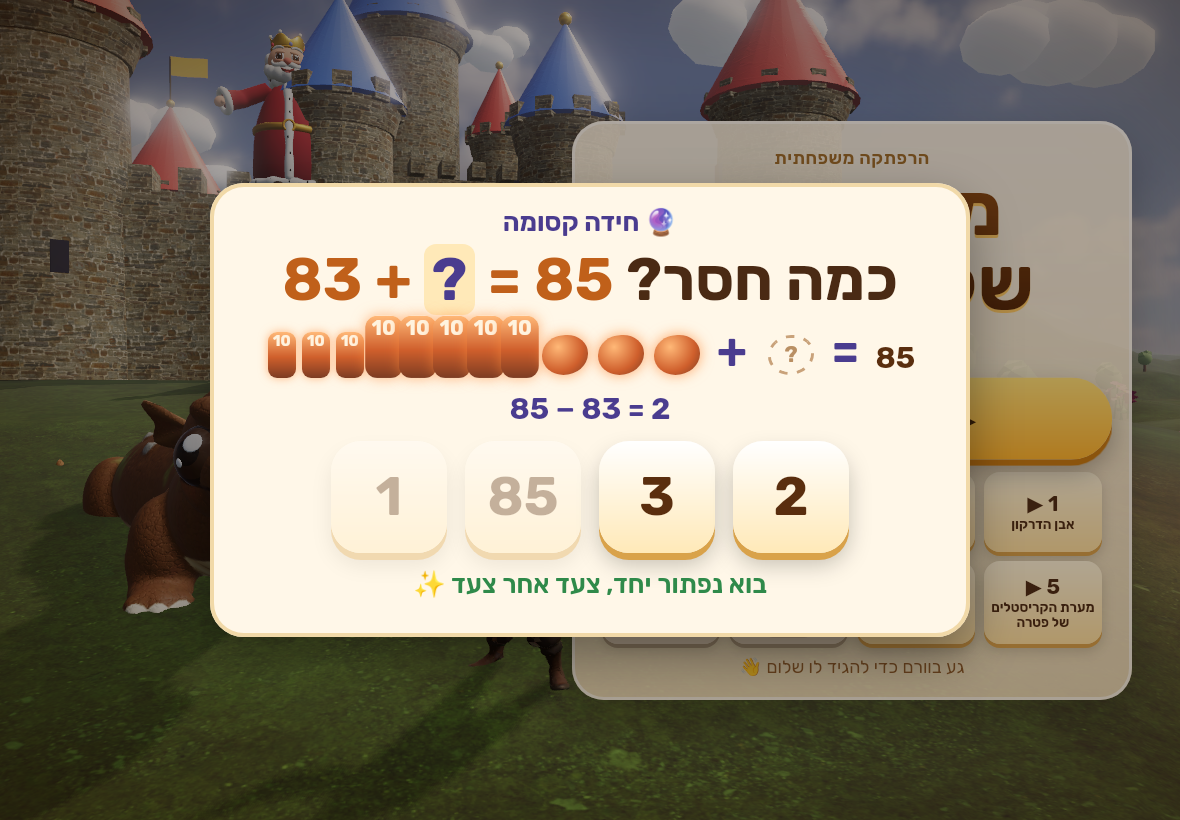 הרפתקה משפחתית
🔮 חידה קסומה
כמה חסר? 83 + ? = 85
10 10 10 10 10 10 10 10 + ? = 85
85 − 83 = 2
1 85 3 2
בוא נפתור יחד, צעד אחר צעד ✨
1 ▶
אבן הדרקון
5 ▶
מערת הקריסטלים
של פטרה
גע בוורם כדי להגיד לו שלום 👋